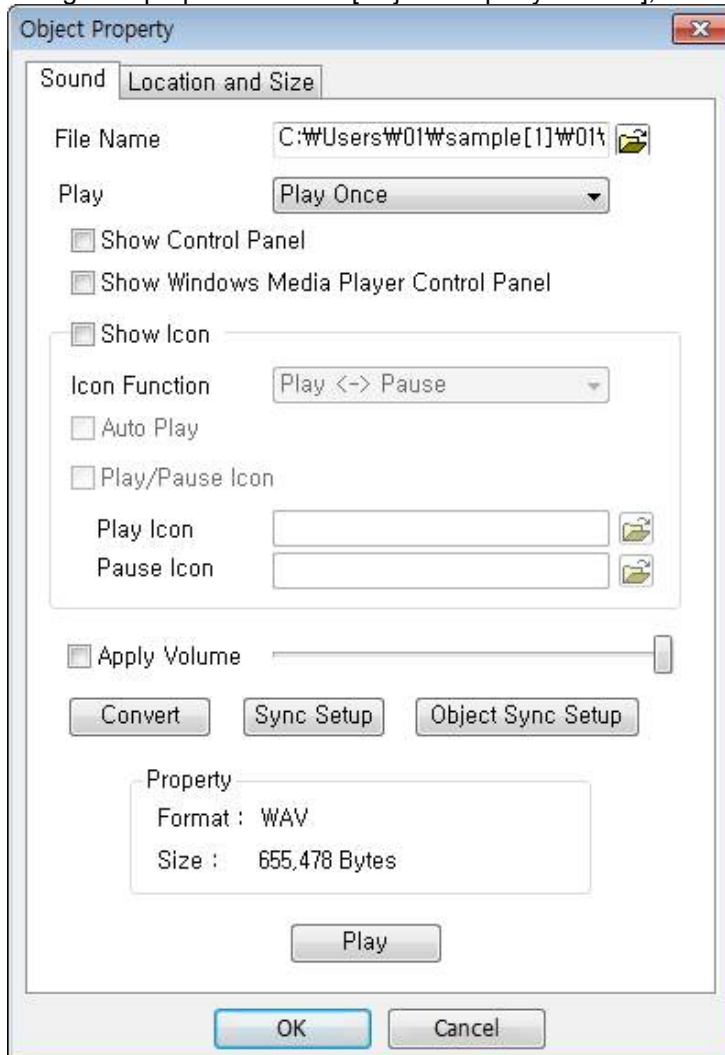 Object Property
Sound Location and Size
File Name C:₩Users₩01₩sample[1]₩01
Play Play Once
Show Control Panel
Show Windows Media Player Control Panel
Show Icon
Icon Function Play <-> Pause
Auto Play
Play/Pause Icon
Play Icon
Pause Icon
Apply Volume
Convert Sync Setup Object Sync Setup
Property
Format : WAV
Size : 655,478 Bytes
Play
OK Cancel